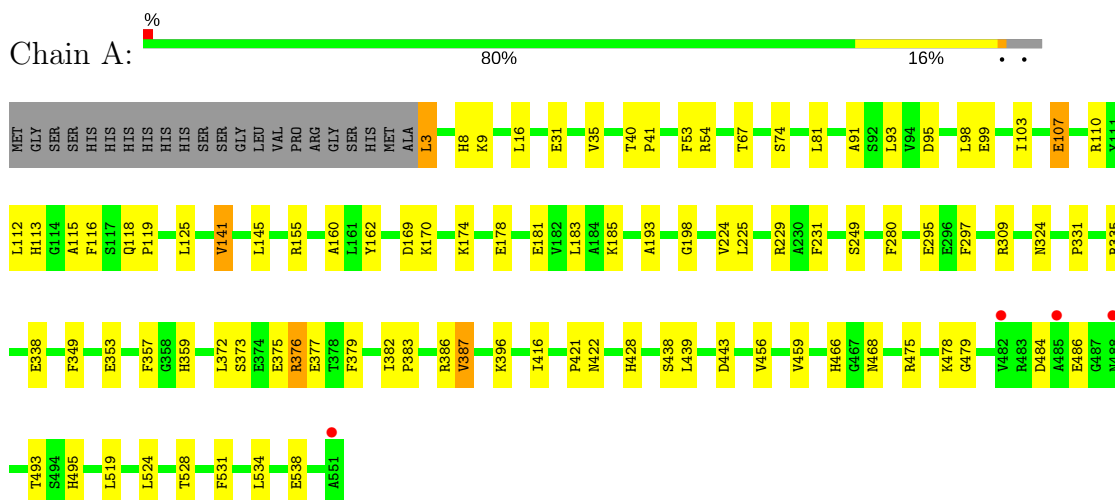 %
Chain A:
80% 16% • •
MET GLY SER SER HIS HIS HIS HIS HIS HIS SER SER GLY LEU VAL PRO ARG GLY SER HIS MET ALA L3 H8 K9 L16 E31 V35 T40 P41 F53 R54 T67 S74 L81 A91 S92 L93 V94 D95 L98 E99 I103 E107 R110 Y111
L112 H113 G114 A115 F116 S117 Q118 P119 L125 V141 L145 R155 A160 L161 Y162 D169 K170 K174 E178 E181 V182 L183 A184 K185 A193 G198 V224 L225 R229 A230 F231 S249 F280 E295 E296 F297 R309 N324 P331
E338 F349 E353 F357 G358 H359 L372 S373 E374 E375 R376 E377 T378 F379 I382 P383 R386 V387 K396 I416 P421 N422 H428 S438 L439 D443 V456 V459 H466 G467 N468 R475 K478 G479 V482 R483 D484 A485 E486 G487 N488
T493 S494 H495 L519 L524 T528 F531 L534 E538 A551